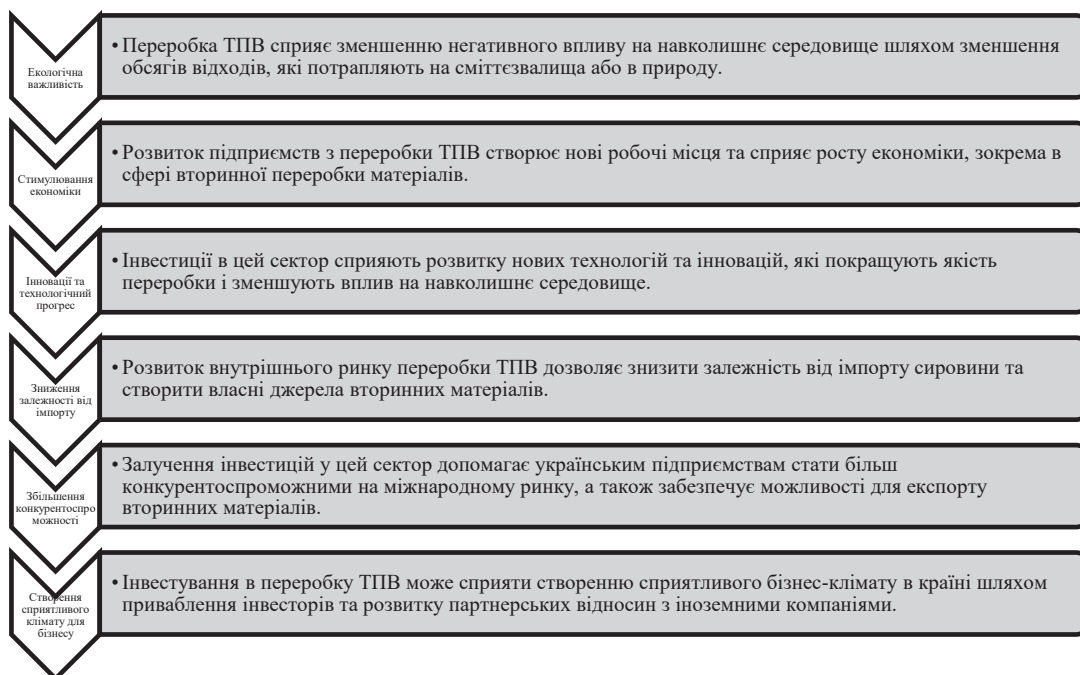 Екологічна
важливість
• Переробка ТПВ сприяє зменшенню негативного впливу на навколишнє середовище шляхом зменшення
обсягів відходів, які потрапляють на сміттєзвалища або в природу.
Стимулювання
економіки
• Розвиток підприємств з переробки ТПВ створює нові робочі місця та сприяє росту економіки, зокрема в
сфері вторинної переробки матеріалів.
Інновації та
технологічний
прогрес
• Інвестиції в цей сектор сприяють розвитку нових технологій та інновацій, які покращують якість
переробки і зменшують вплив на навколишнє середовище.
Зниження
залежності від
імпорту
• Розвиток внутрішнього ринку переробки ТПВ дозволяє знизити залежність від імпорту сировини та
створити власні джерела вторинних матеріалів.
Збільшення
конкурентоспро
можності
• Залучення інвестицій у цей сектор допомагає українським підприємствам стати більш
конкурентоспроможними на міжнародному ринку, а також забезпечує можливості для експорту
вторинних матеріалів.
Створення
сприятливого
клімату для
бізнесу
• Інвестування в переробку ТПВ може сприяти створенню сприятливого бізнес-клімату в країні шляхом
приваблення інвесторів та розвитку партнерських відносин з іноземними компаніями.